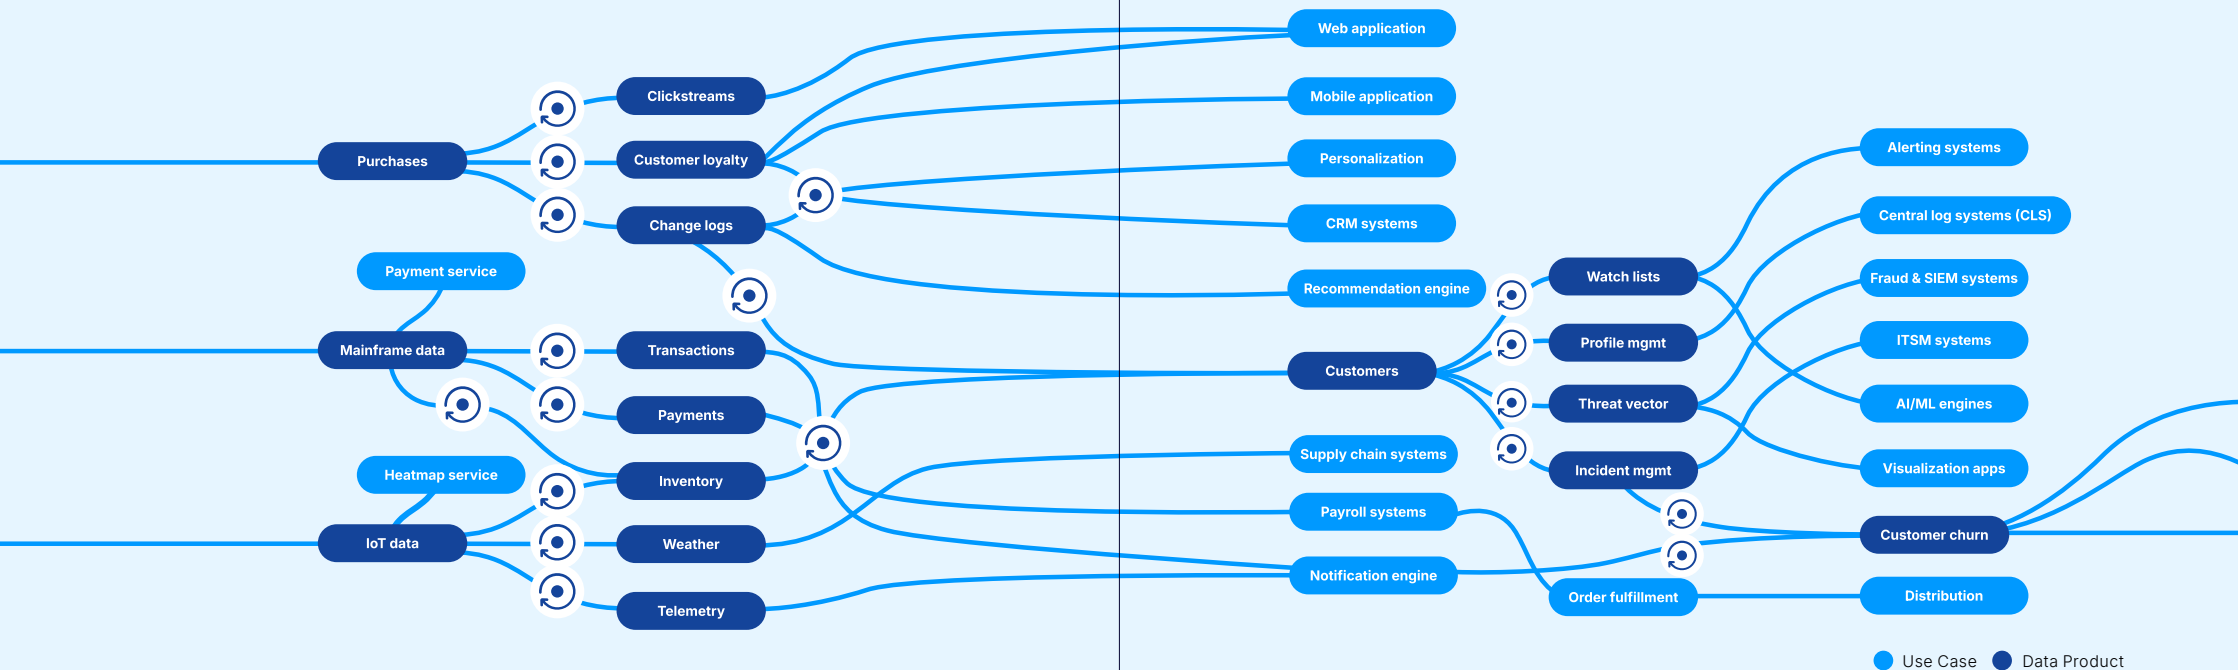 Web application
Clickstreams
Mobile application
Purchases
Customer loyalty
Personalization
Alerting systems
Change logs
CRM systems
Central log systems (CLS)
Payment service
Recommendation engine
Watch lists
Fraud & SIEM systems
Mainframe data
Transactions
Customers
Profile mgmt
ITSM systems
Payments
Threat vector
AI/ML engines
Heatmap service
Inventory
Supply chain systems
Incident mgmt
Visualization apps
IoT data
Weather
Payroll systems
Customer churn
Telemetry
Notification engine
Order fulfillment
Distribution
Use Case
Data Product